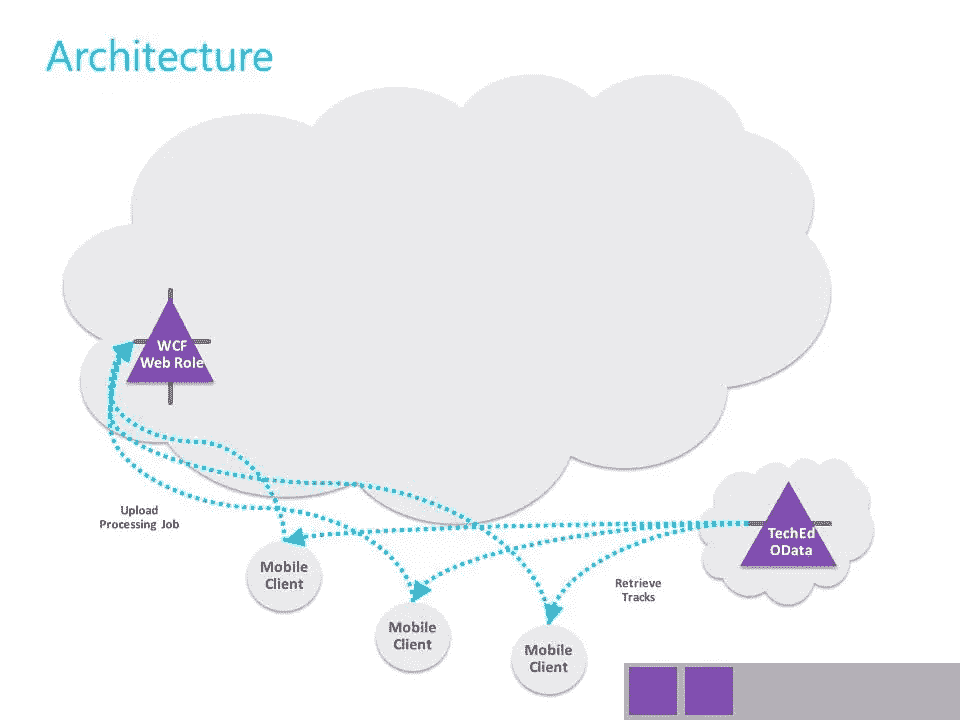 Architecture
WCF
Web Role
Upload
Processing Job
TechEd
OData
Mobile
Client
Retrieve
Tracks
Mobile
Client
Mobile
Client